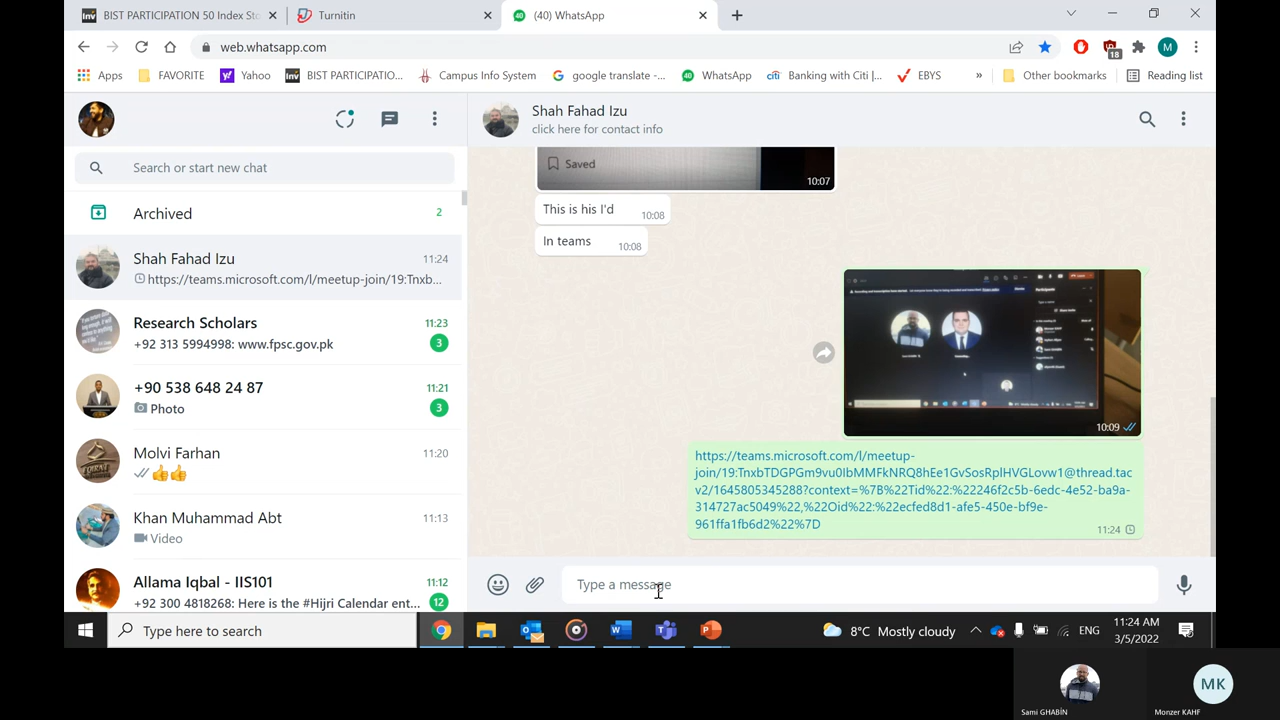 BIST PARTICIPATION 50 Index Sto
Turnitin
(40) WhatsApp
web.whatsapp.com
18
M
Apps
FAVORITE
Yahoo
BIST PARTICIPATIO...
Campus Info System
google translate -...
WhatsApp
Banking with Citi |...
EBYS
»
Other bookmarks
Reading list
Shah Fahad Izu
click here for contact info
Search or start new chat
Archived
2
Shah Fahad Izu
11:24
https://teams.microsoft.com/l/meetup-join/19:Tnxb...
Research Scholars
11:23
+92 313 5994998: www.fpsc.gov.pk
3
+90 538 648 24 87
11:21
Photo
3
Molvi Farhan
11:20
👍👍
Khan Muhammad Abt
11:13
Video
Allama Iqbal - IIS101
11:12
+92 300 4818268: Here is the #Hijri Calendar ent...
12
Saved
10:07
This is his I'd
10:08
In teams
10:08
10:09
https://teams.microsoft.com/l/meetup-
join/19:TnxbTDGPGm9vu0IbMMFkNRQ8hEe1GvSosRplHVGLovw1@thread.tac
v2/1645805345288?context=%7B%22Tid%22:%22246f2c5b-6edc-4e52-ba9a-
314727ac5049%22,%22Oid%22:%22ecfed8d1-afe5-450e-bf9e-
961ffa1fb6d2%22%7D
11:24
Type a message
Type here to search
8°C Mostly cloudy
ENG
11:24 AM
3/5/2022
Sami GHABİN
MK
Monzer KAHF